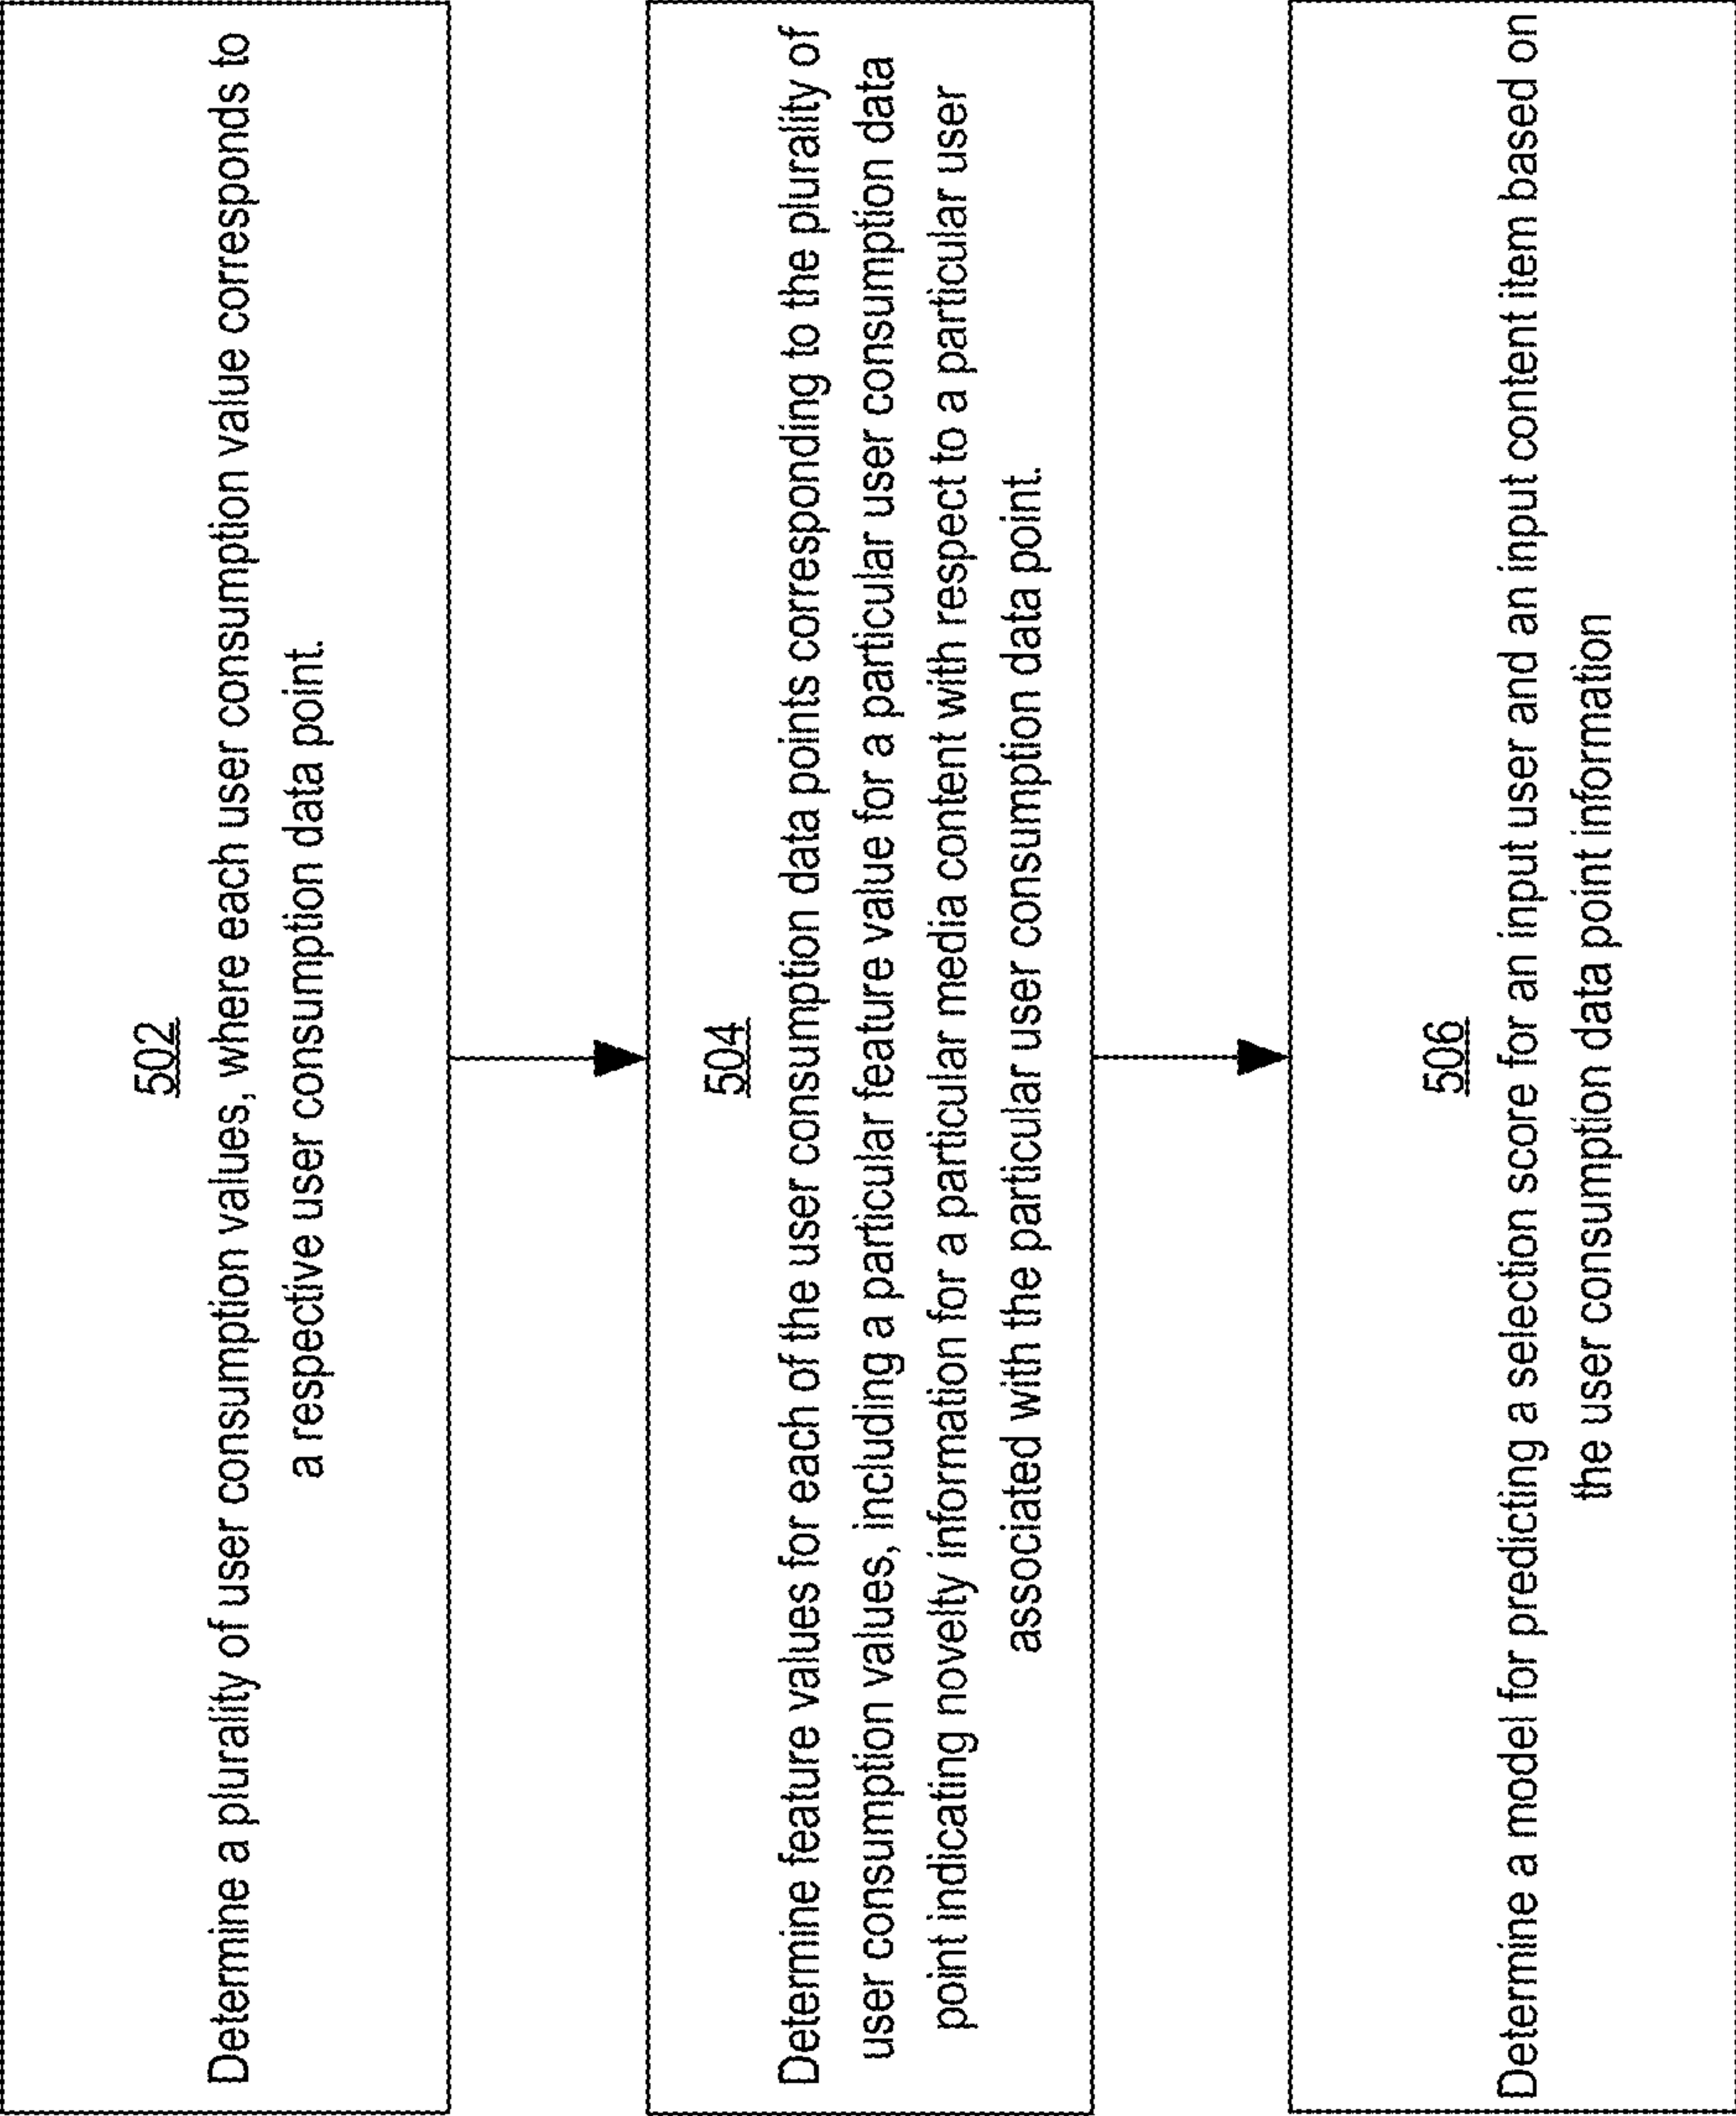 502
Determine a plurality of user consumption values, where each user consumption value corresponds to
a respective user consumption data point.
504
Determine feature values for each of the user consumption data points corresponding to the plurality of
user consumption values, including a particular feature value for a particular user consumption data
point indicating novelty information for a particular media content with respect to a particular user
associated with the particular user consumption data point.
506
Determine a model for predicting a selection score for an input user and an input content item based on
the user consumption data point information